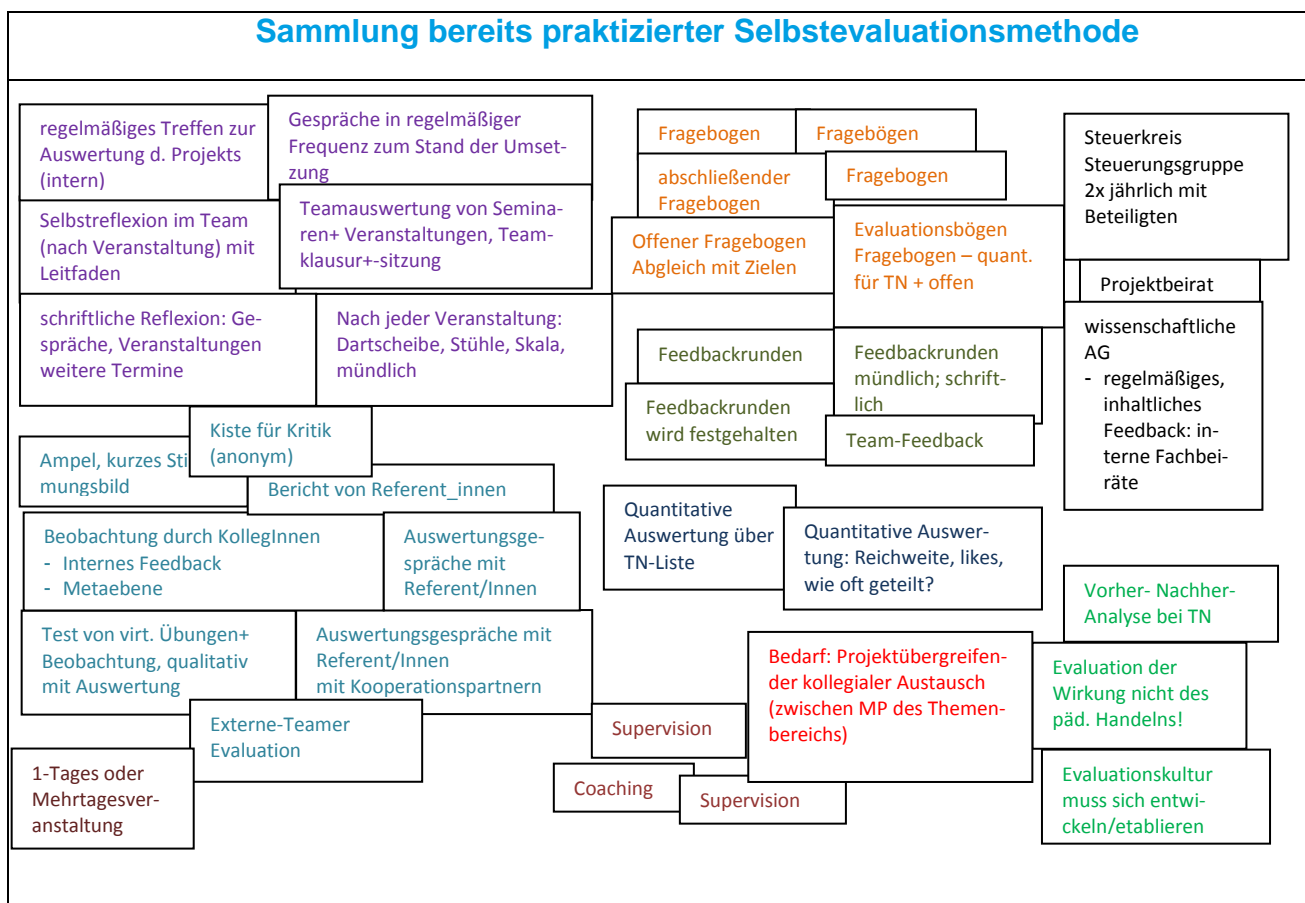 Sammlung bereits praktizierter Selbstevaluationsmethode
regelmäßiges Treffen zur
Auswertung d. Projekts
(intern)
Gespräche in regelmäßiger
Frequenz zum Stand der Umset-
zung
Selbstreflexion im Team
(nach Veranstaltung) mit
Leitfaden
Teamauswertung von Semina-
ren+ Veranstaltungen, Team-
klausur+-sitzung
schriftliche Reflexion: Ge-
spräche, Veranstaltungen
weitere Termine
Nach jeder Veranstaltung:
Dartscheibe, Stühle, Skala,
mündlich
Fragebogen
Fragebögen
abschließender
Fragebogen
Fragebogen
Offener Fragebogen
Abgleich mit Zielen
Evaluationsbögen
Fragebogen – quant.
für TN + offen
Steuerkreis
Steuerungsgruppe
2x jährlich mit
Beteiligten
Projektbeirat
wissenschaftliche
AG
- regelmäßiges,
inhaltliches
Feedback: in-
terne Fachbei-
räte
Feedbackrunden
Feedbackrunden
mündlich; schrift-
lich
Feedbackrunden
wird festgehalten
Team-Feedback
Kiste für Kritik
(anonym)
Ampel, kurzes Sti
mungsbild
Bericht von Referent_innen
Beobachtung durch KollegInnen
- Internes Feedback
- Metaebene
Auswertungsge-
spräche mit
Referent/Innen
Test von virt. Übungen+
Beobachtung, qualitativ
mit Auswertung
Auswertungsgespräche mit
Referent/Innen
mit Kooperationspartnern
Externe-Teamer
Evaluation
1-Tages oder
Mehrtagesver-
anstaltung
Quantitative
Auswertung über
TN-Liste
Quantitative Auswer-
tung: Reichweite, likes,
wie oft geteilt?
Bedarf: Projektübergreifen-
der kollegialer Austausch
(zwischen MP des Themen-
bereichs)
Supervision
Coaching
Supervision
Vorher- Nachher-
Analyse bei TN
Evaluation der
Wirkung nicht des
päd. Handelns!
Evaluationskultur
muss sich entwi-
ckeln/etablieren